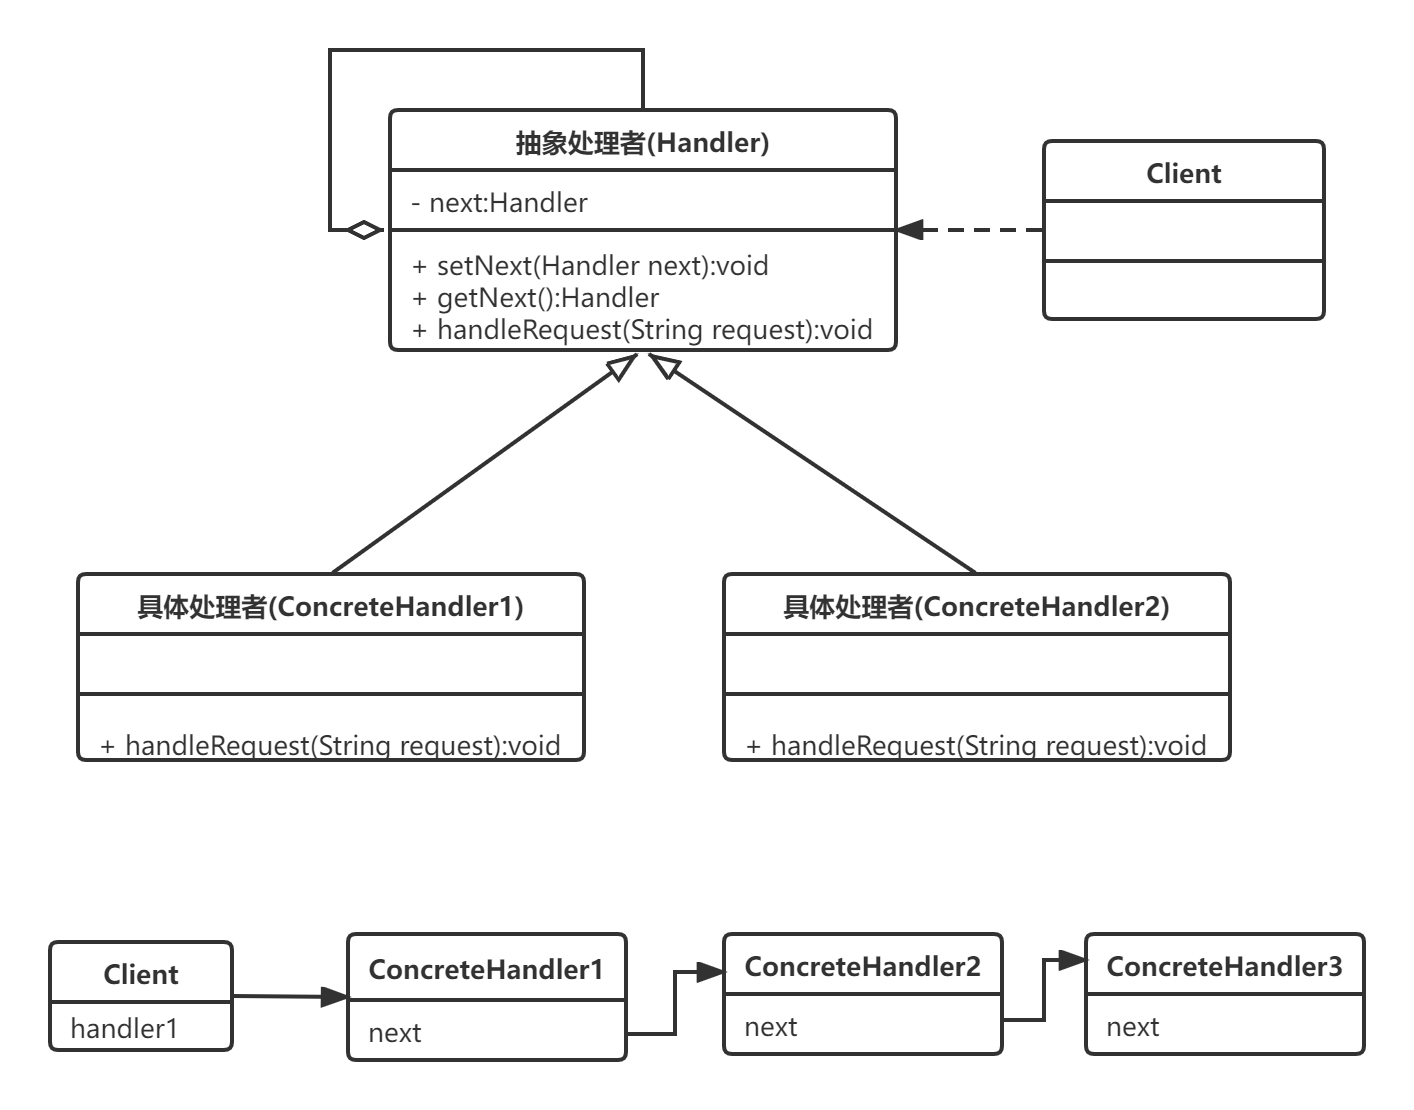 抽象处理者(Handler)
- next:Handler
+ setNext(Handler next):void
+ getNext():Handler
+ handleRequest(String request):void
Client
具体处理者(ConcreteHandler1)
+ handleRequest(String request):void
具体处理者(ConcreteHandler2)
+ handleRequest(String request):void
Client
handler1
ConcreteHandler1
next
ConcreteHandler2
next
ConcreteHandler3
next